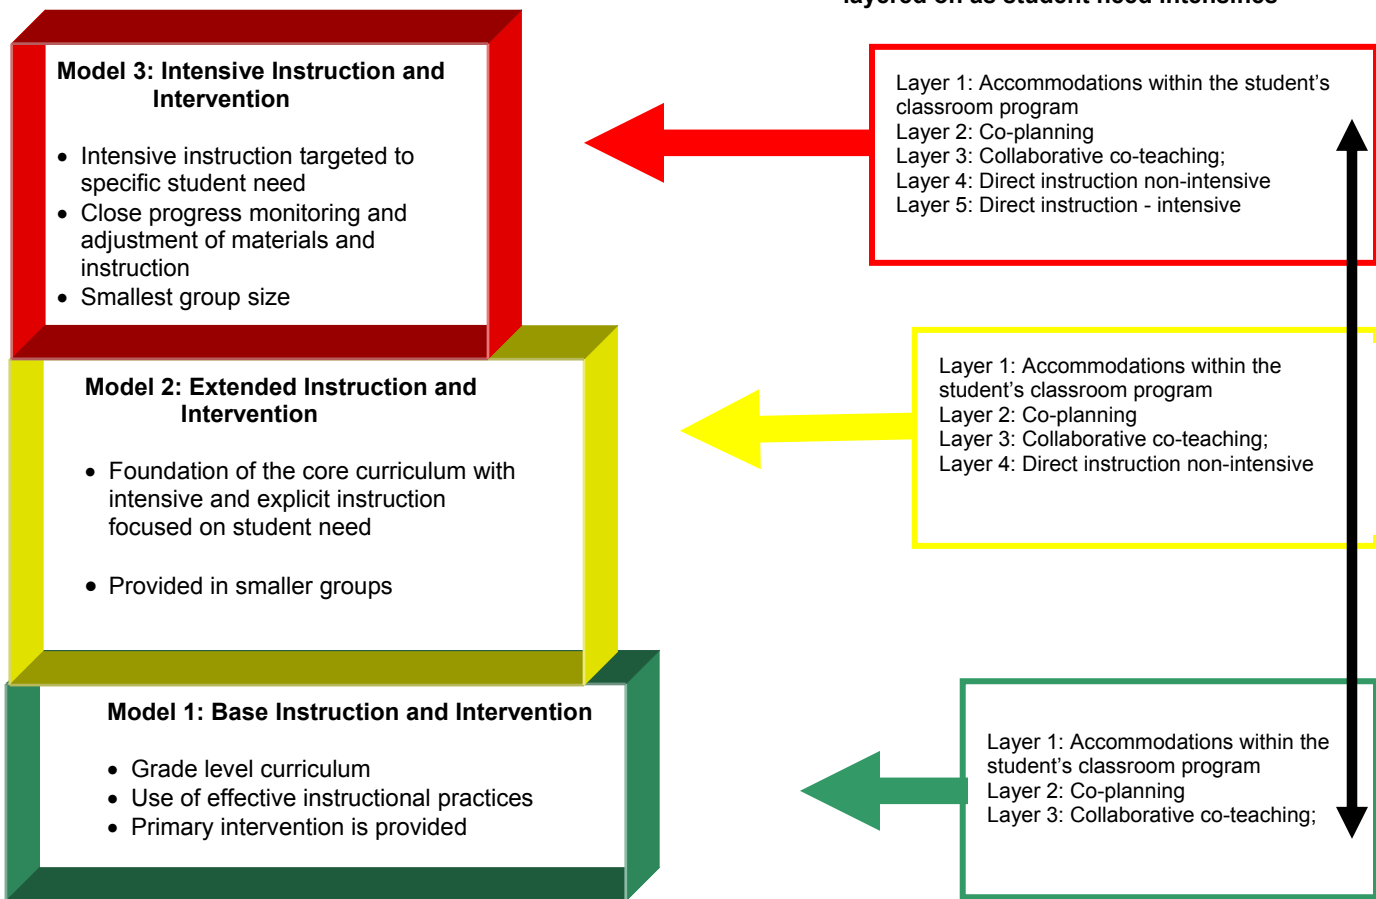 layered on as student need intensifies
Model 3: Intensive Instruction and
Intervention
• Intensive instruction targeted to
specific student need
• Close progress monitoring and
adjustment of materials and
instruction
• Smallest group size
Layer 1: Accommodations within the student’s
classroom program
Layer 2: Co-planning
Layer 3: Collaborative co-teaching;
Layer 4: Direct instruction non-intensive
Layer 5: Direct instruction - intensive
Model 2: Extended Instruction and
Intervention
• Foundation of the core curriculum with
intensive and explicit instruction
focused on student need
• Provided in smaller groups
Layer 1: Accommodations within the
student’s classroom program
Layer 2: Co-planning
Layer 3: Collaborative co-teaching;
Layer 4: Direct instruction non-intensive
Model 1: Base Instruction and Intervention
• Grade level curriculum
• Use of effective instructional practices
• Primary intervention is provided
Layer 1: Accommodations within the
student’s classroom program
Layer 2: Co-planning
Layer 3: Collaborative co-teaching;